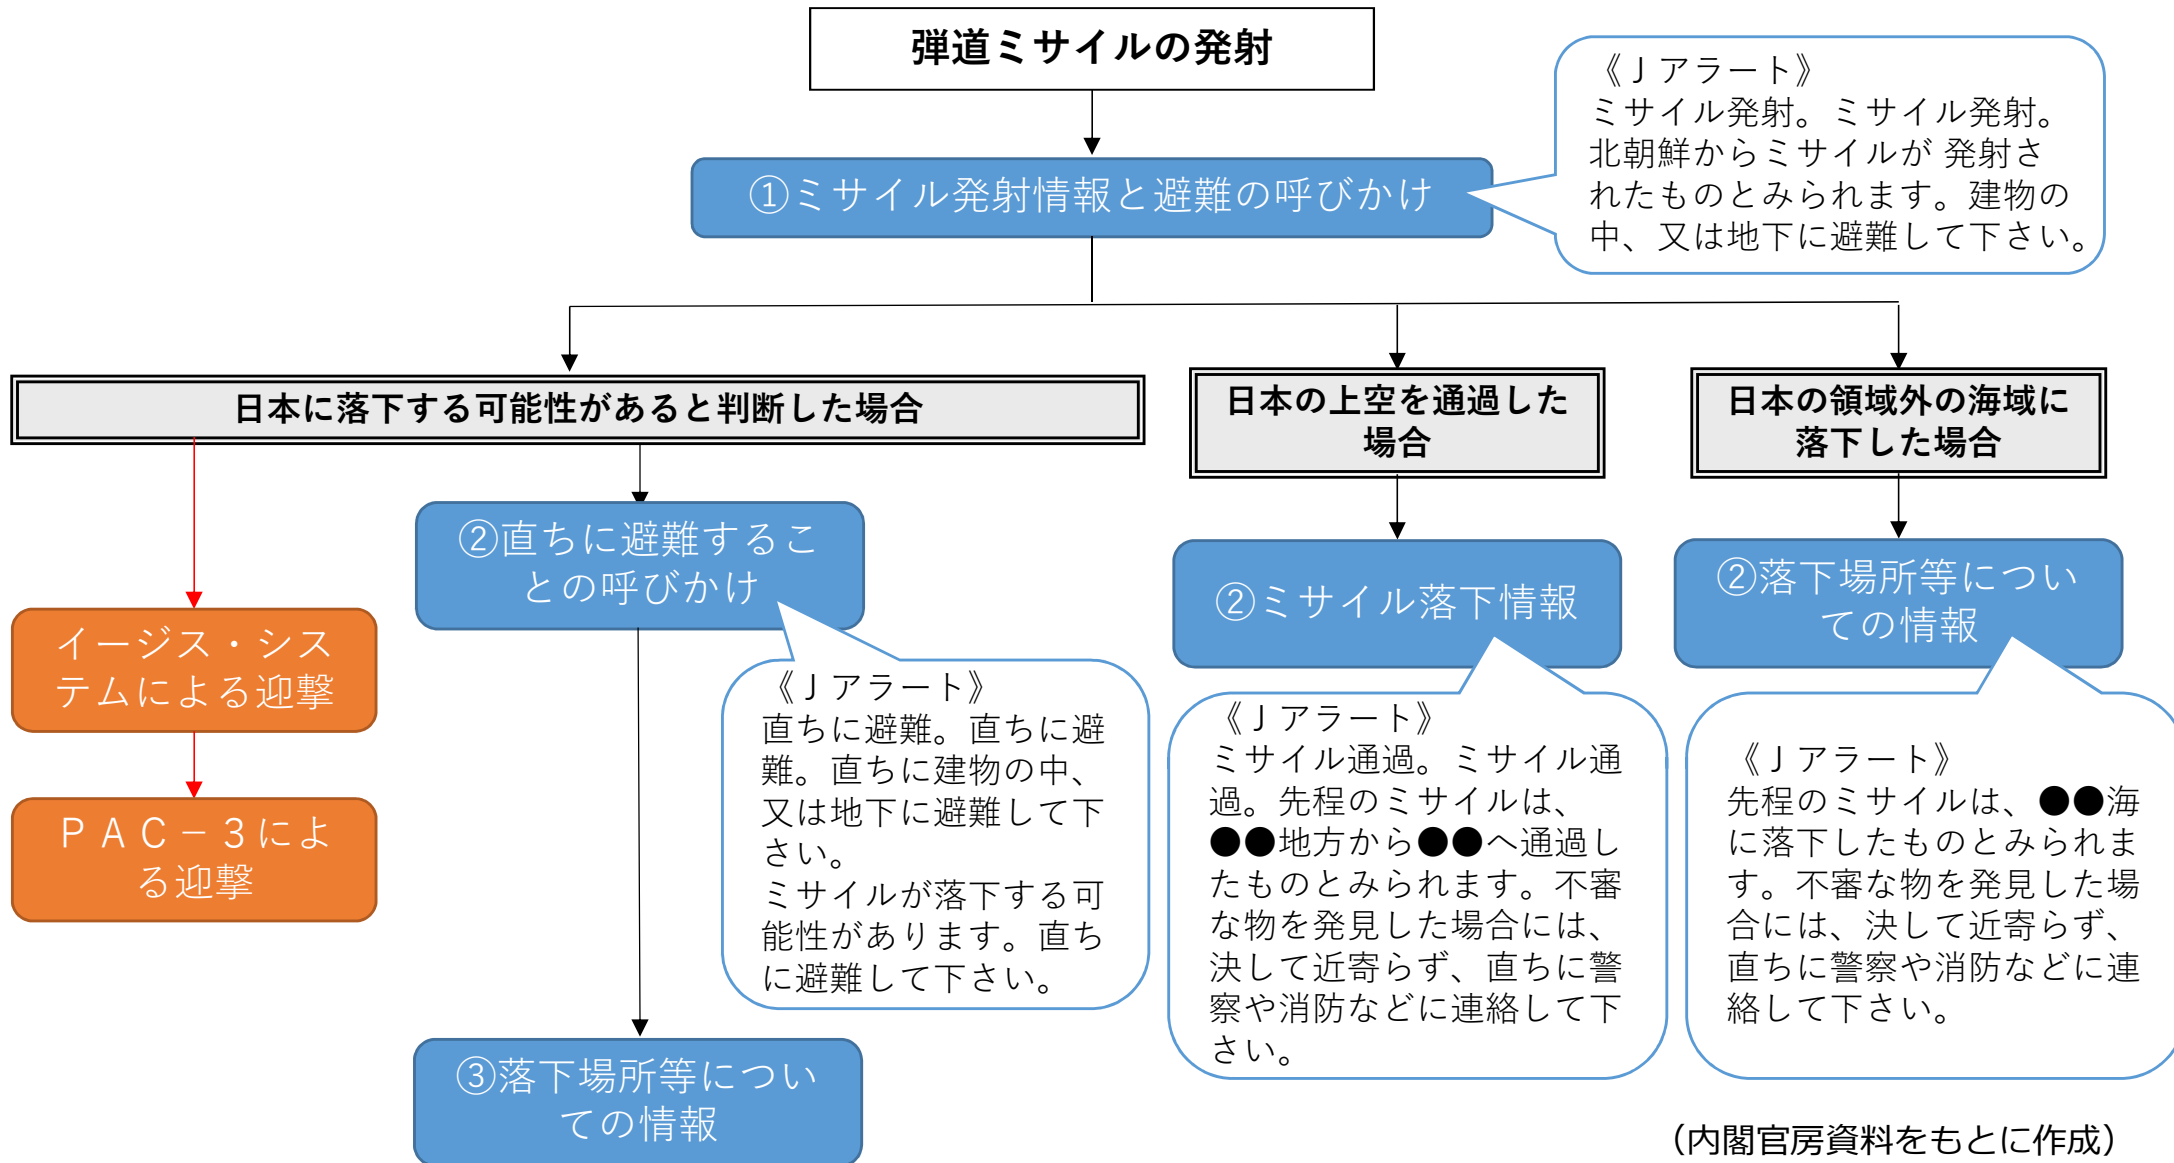 弾道ミサイルの発射
《Ｊアラート》
ミサイル発射。ミサイル発射。
北朝鮮からミサイルが 発射さ
れたものとみられます。建物の
中、又は地下に避難して下さい。
①ミサイル発射情報と避難の呼びかけ
日本に落下する可能性があると判断した場合
日本の上空を通過した
場合
日本の領域外の海域に
落下した場合
②直ちに避難するこ
との呼びかけ
②ミサイル落下情報
②落下場所等につい
ての情報
イージス・シス
テムによる迎撃
ＰＡＣ－３によ
る迎撃
《Ｊアラート》
直ちに避難。直ちに避
難。直ちに建物の中、
又は地下に避難して下
さい。
ミサイルが落下する可
能性があります。直ち
に避難して下さい。
《Ｊアラート》
ミサイル通過。ミサイル通
過。先程のミサイルは、
●●地方から●●へ通過し
たものとみられます。不審
な物を発見した場合には、
決して近寄らず、直ちに警
察や消防などに連絡して下
さい。
《Ｊアラート》
先程のミサイルは、●●海
に落下したものとみられま
す。不審な物を発見した場
合には、決して近寄らず、
直ちに警察や消防などに連
絡して下さい。
③落下場所等につい
ての情報
（内閣官房資料をもとに作成）